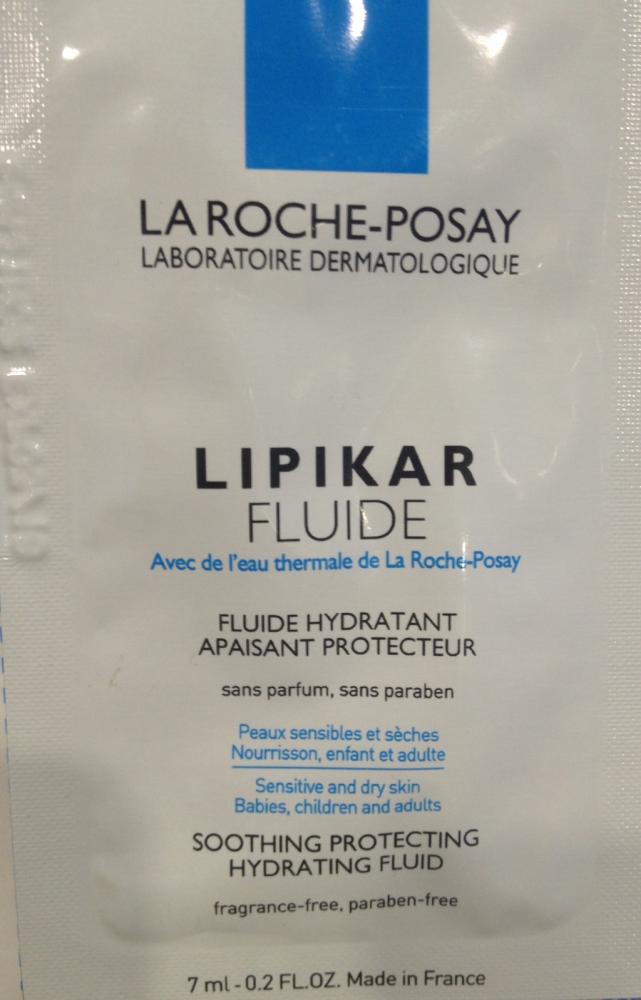 LA ROCHE-POSAY
LABORATOIRE DERMATOLOGIQUE
LIPIKAR
FLUIDE
Avec de l'eau thermale de La Roche-Posay
FLUIDE HYDRATANT
APAISANT PROTECTEUR
sans parfum, sans paraben
Peaux sensibles et sèches
Nourrisson, enfant et adulte
Sensitive and dry skin
Babies, children and adults
SOOTHING PROTECTING
HYDRATING FLUID
fragrance-free, paraben-free
7 ml - 0.2 FL.OZ. Made in France